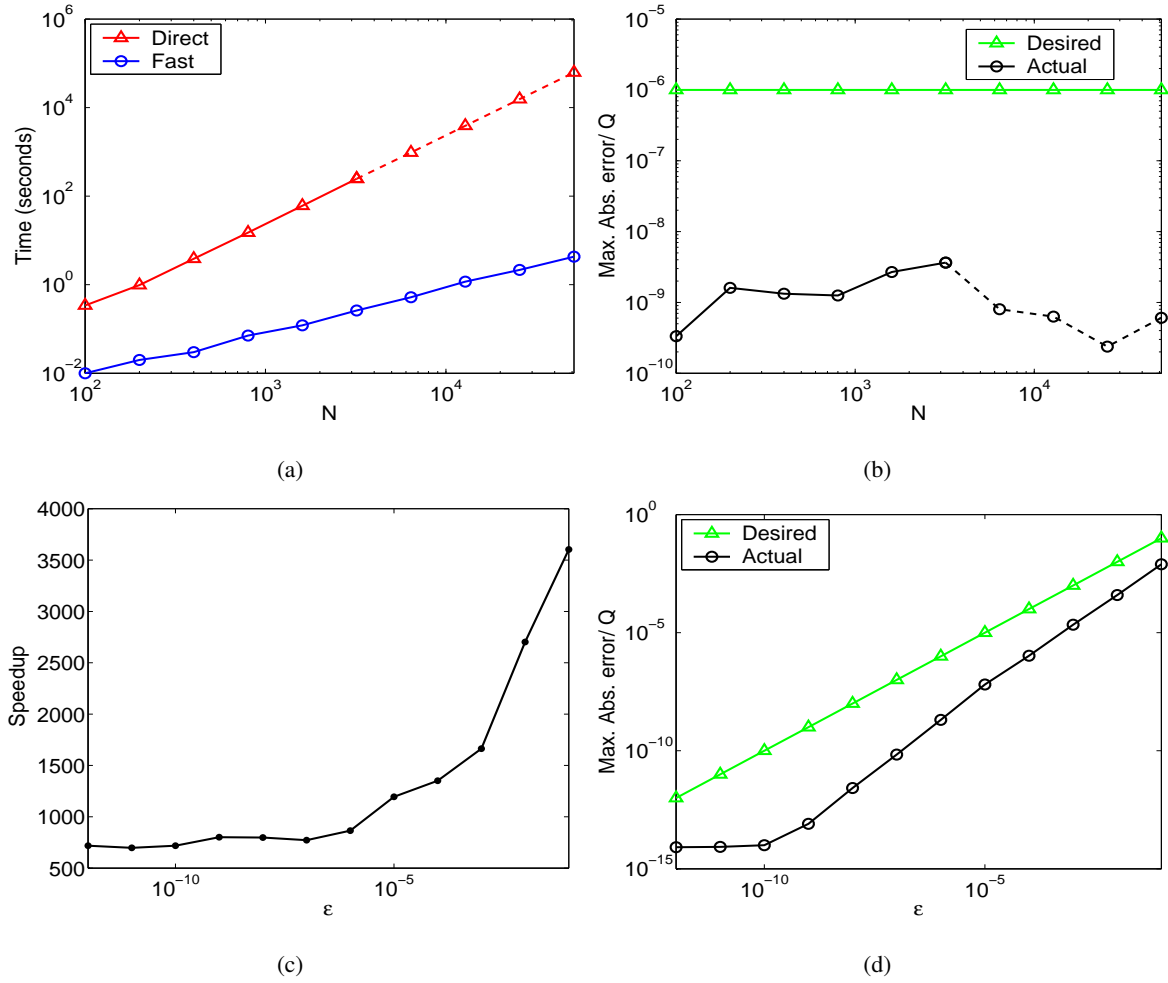 Direct
Fast
10^6
10^4
10^2
10^0
10^−2
Time (seconds)
10^2
10^3
10^4
N
(a)
Desired
Actual
10^−5
10^−6
10^−7
10^−8
10^−9
10^−10
Max. Abs. error/ Q
10^2
10^3
10^4
N
(b)
4000
3500
3000
2500
2000
1500
1000
500
Speedup
10^−10
10^−5
ε
(c)
Desired
Actual
10^0
10^−5
10^−10
10^−15
Max. Abs. error/ Q
10^−10
10^−5
ε
(d)